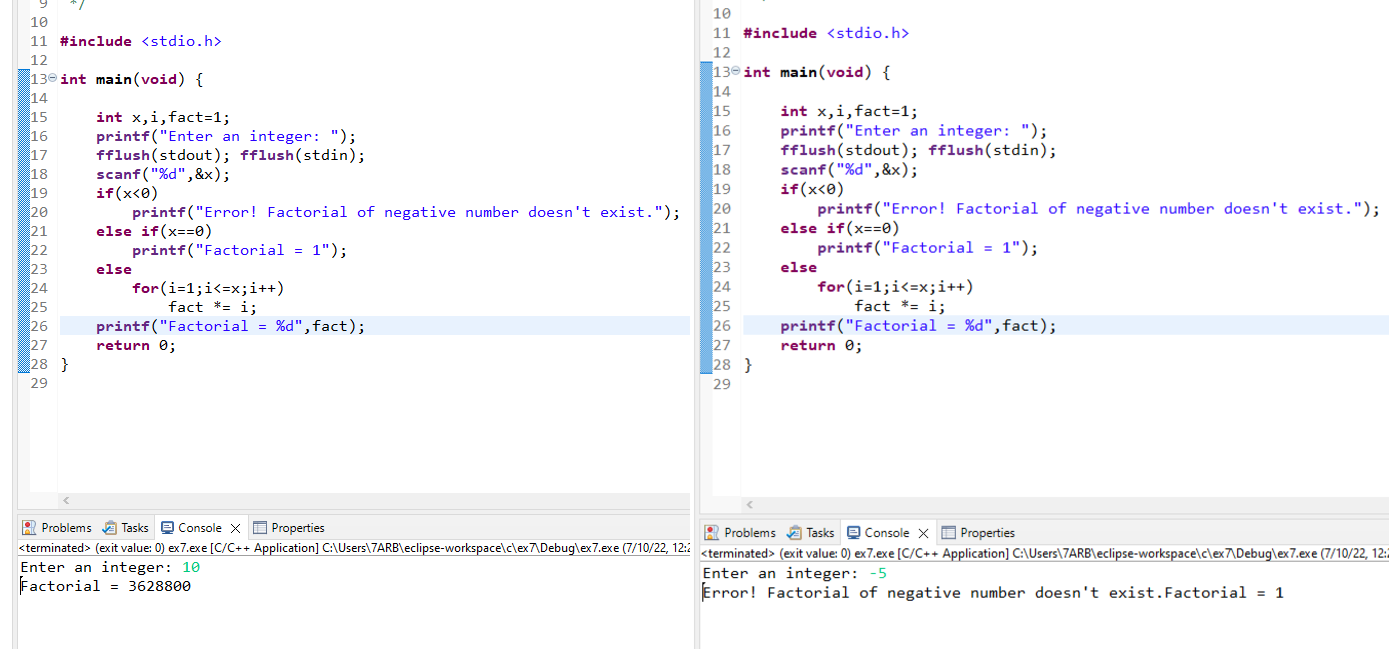 9 */
10
11 #include <stdio.h>
12
13 int main(void) {
14
15     int x,i,fact=1;
16     printf("Enter an integer: ");
17     fflush(stdout); fflush(stdin);
18     scanf("%d",&x);
19     if(x<0)
20         printf("Error! Factorial of negative number doesn't exist.");
21     else if(x==0)
22         printf("Factorial = 1");
23     else
24         for(i=1;i<=x;i++)
25             fact *= i;
26     printf("Factorial = %d",fact);
27     return 0;
28 }
29
Problems Tasks Console Properties
<terminated> (exit value: 0) ex7.exe [C/C++ Application] C:\Users\7ARB\eclipse-workspace\c\ex7\Debug\ex7.exe (7/10/22, 12:2
Enter an integer: 10
Factorial = 3628800
10
11 #include <stdio.h>
12
13 int main(void) {
14
15     int x,i,fact=1;
16     printf("Enter an integer: ");
17     fflush(stdout); fflush(stdin);
18     scanf("%d",&x);
19     if(x<0)
20         printf("Error! Factorial of negative number doesn't exist.");
21     else if(x==0)
22         printf("Factorial = 1");
23     else
24         for(i=1;i<=x;i++)
25             fact *= i;
26     printf("Factorial = %d",fact);
27     return 0;
28 }
29
Problems Tasks Console Properties
<terminated> (exit value: 0) ex7.exe [C/C++ Application] C:\Users\7ARB\eclipse-workspace\c\ex7\Debug\ex7.exe (7/10/22, 12:2
Enter an integer: -5
Error! Factorial of negative number doesn't exist.Factorial = 1